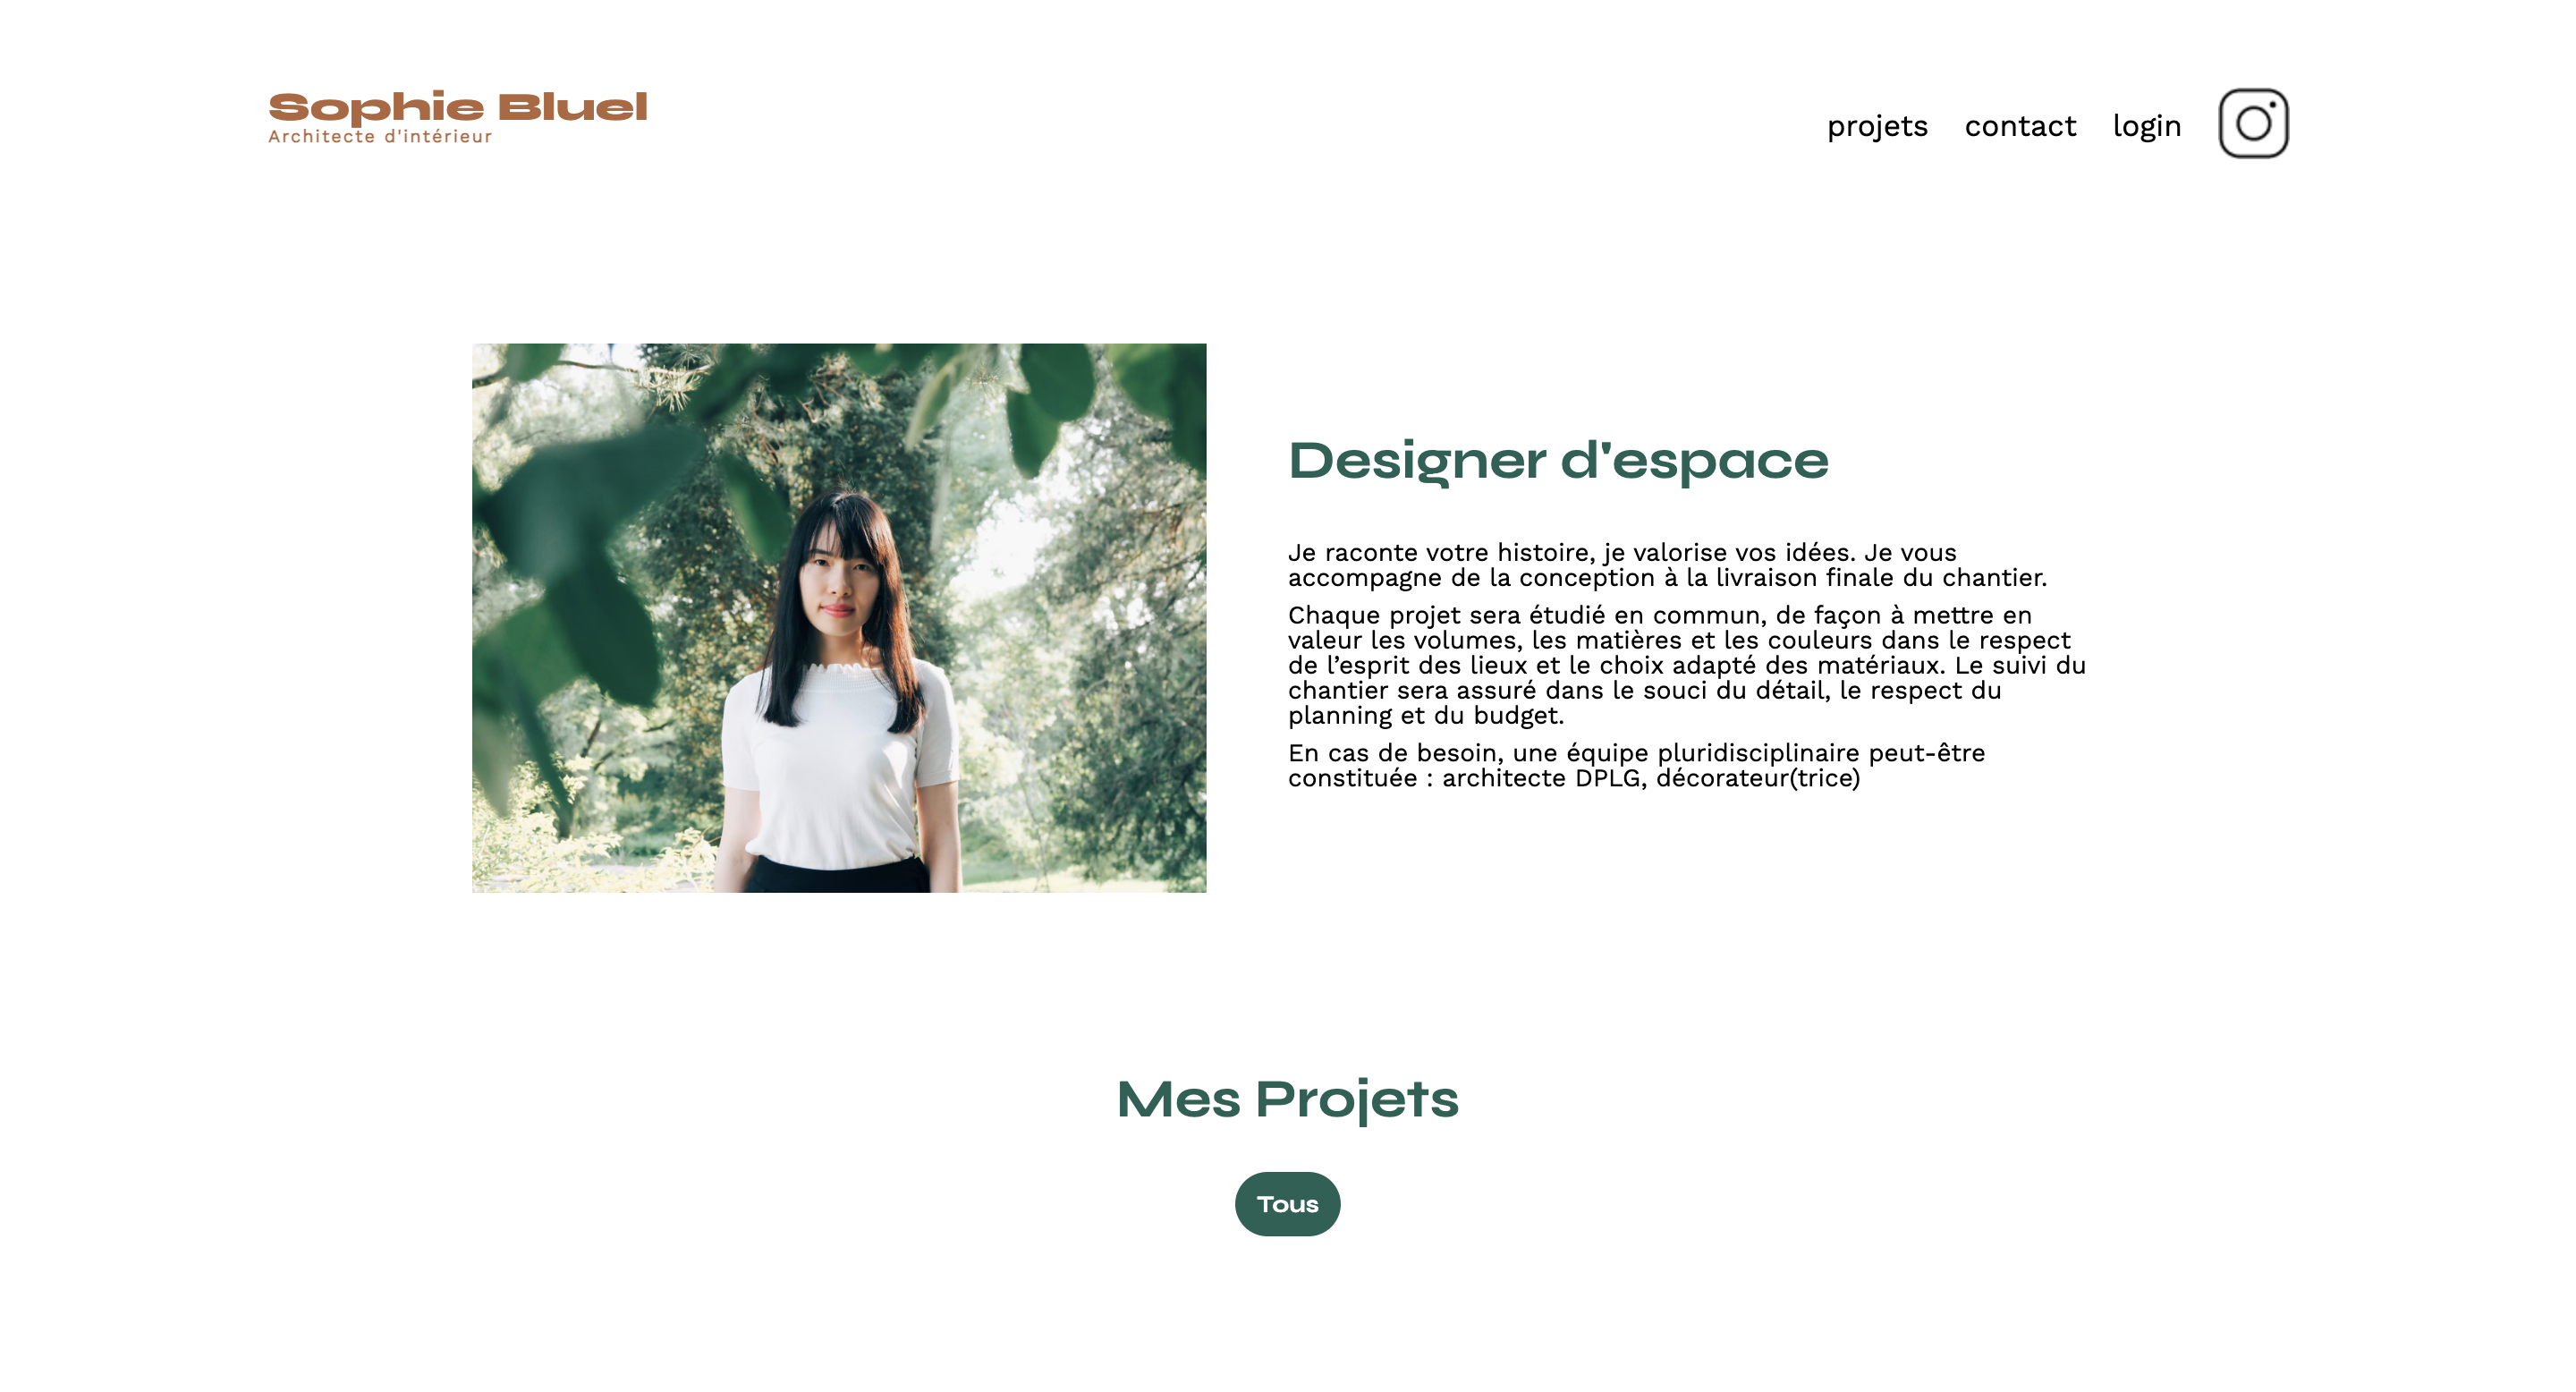 Sophie Bluel
Architecte d'intérieur
projets contact login
Designer d'espace
Je raconte votre histoire, je valorise vos idées. Je vous
accompagne de la conception à la livraison finale du chantier.
Chaque projet sera étudié en commun, de façon à mettre en
valeur les volumes, les matières et les couleurs dans le respect
de l’esprit des lieux et le choix adapté des matériaux. Le suivi du
chantier sera assuré dans le souci du détail, le respect du
planning et du budget.
En cas de besoin, une équipe pluridisciplinaire peut-être
constituée : architecte DPLG, décorateur(trice)
Mes Projets
Tous